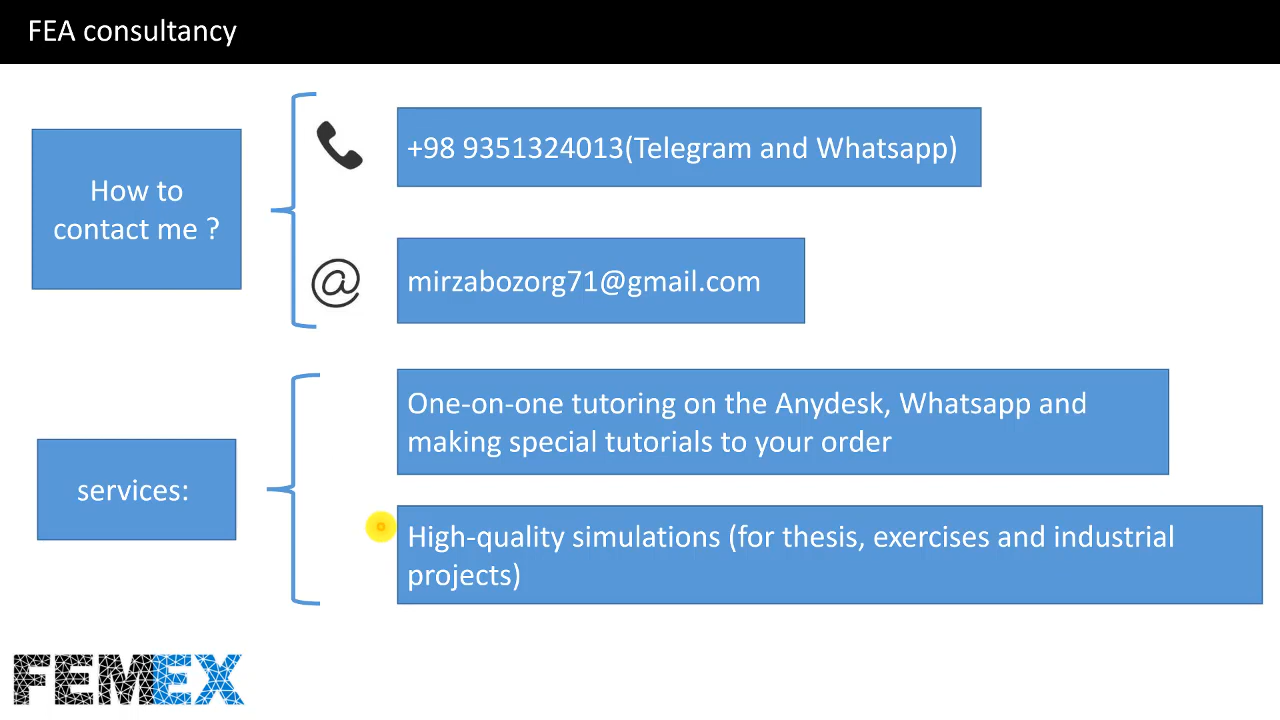 FEA consultancy
How to
contact me ?
+98 9351324013(Telegram and Whatsapp)
@
mirzabozorg71@gmail.com
services:
One-on-one tutoring on the Anydesk, Whatsapp and
making special tutorials to your order
High-quality simulations (for thesis, exercises and industrial
projects)
FEMEX